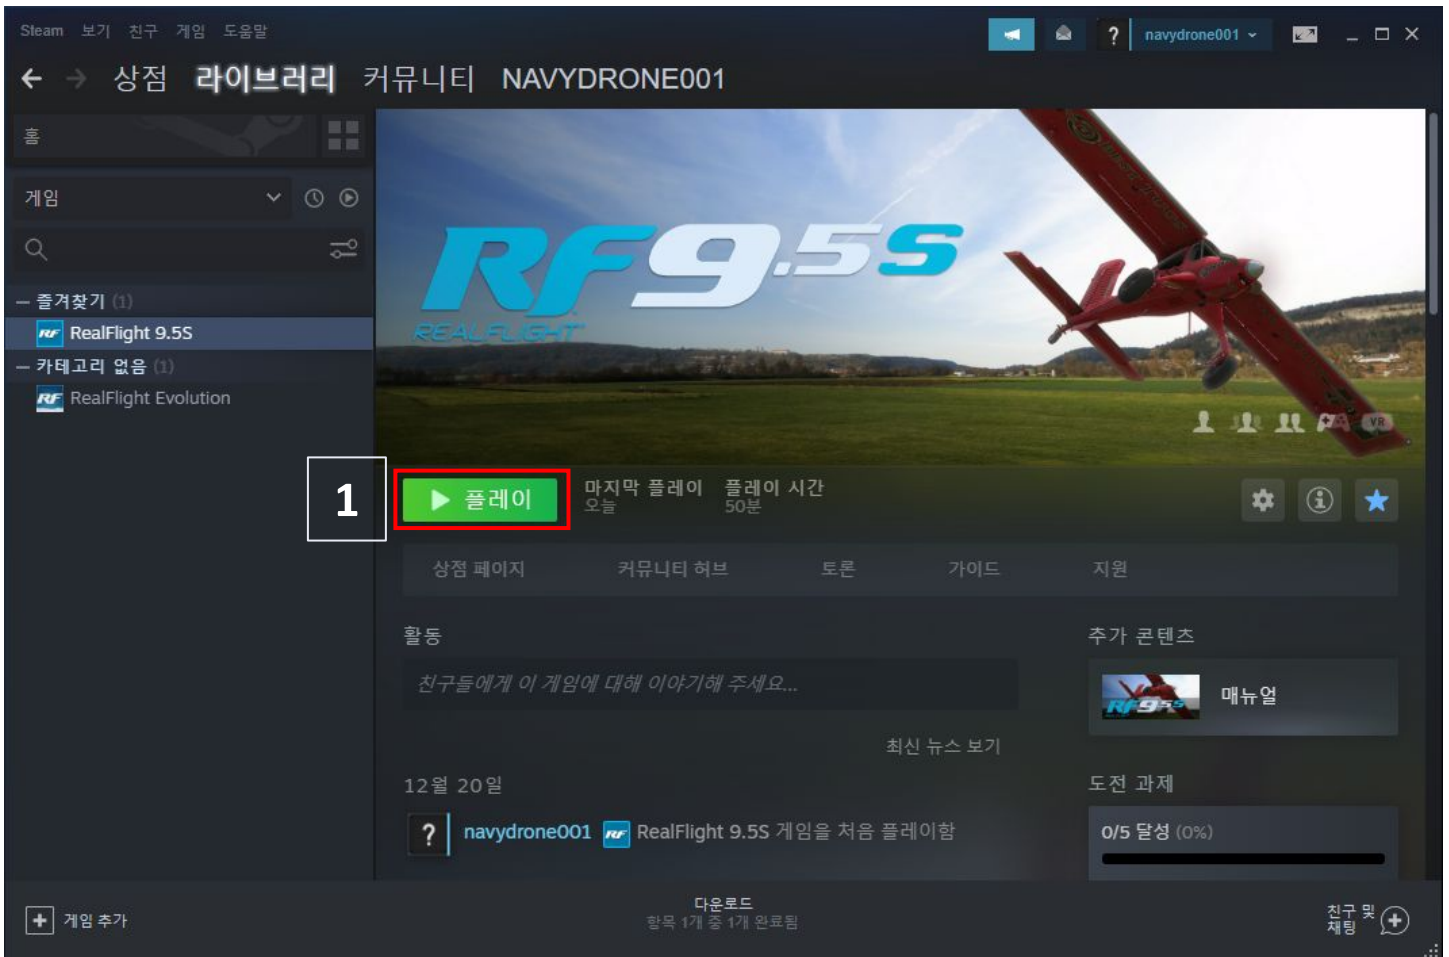 Steam 보기 친구 게임 도움말
? navydrone001
상점 라이브러리 커뮤니티 NAVYDRONE001
홈
게임
RF9.5S
REALFLIGHT
즐겨찾기 (1)
RF RealFlight 9.5S
카테고리 없음 (1)
RF RealFlight Evolution
VR
1
플레이
마지막 플레이 플레이 시간
오늘 50분
상점 페이지 커뮤니티 허브 토론 가이드 지원
활동
친구들에게 이 게임에 대해 이야기해 주세요...
최신 뉴스 보기
추가 콘텐츠
RF9.5S 매뉴얼
12월 20일
? navydrone001 RF RealFlight 9.5S 게임을 처음 플레이함
도전 과제
0/5 달성 (0%)
게임 추가
다운로드
항목 1개 중 1개 완료됨
친구 및
채팅